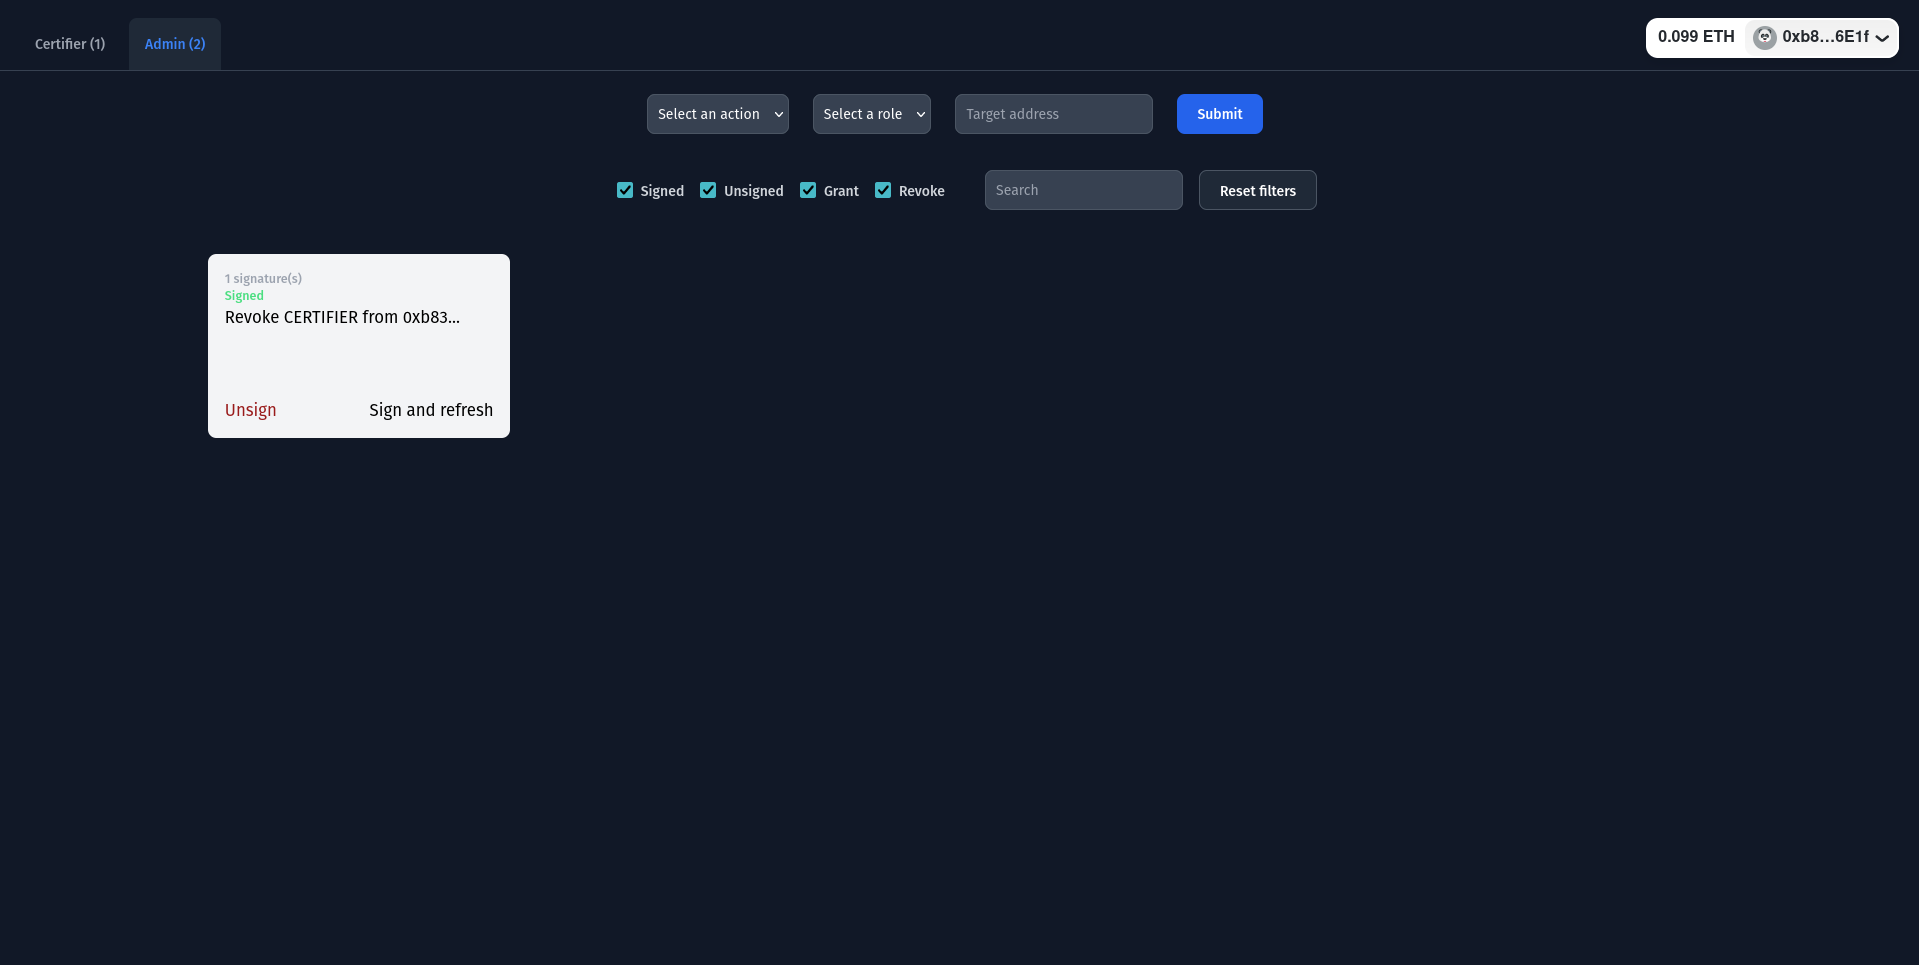 Certifier (1) Admin (2) 0.099 ETH 0xb8...6E1f
Select an action Select a role Target address Submit
Signed Unsigned Grant Revoke Search Reset filters
1 signature(s)
Signed
Revoke CERTIFIER from 0xb83...
Unsign Sign and refresh